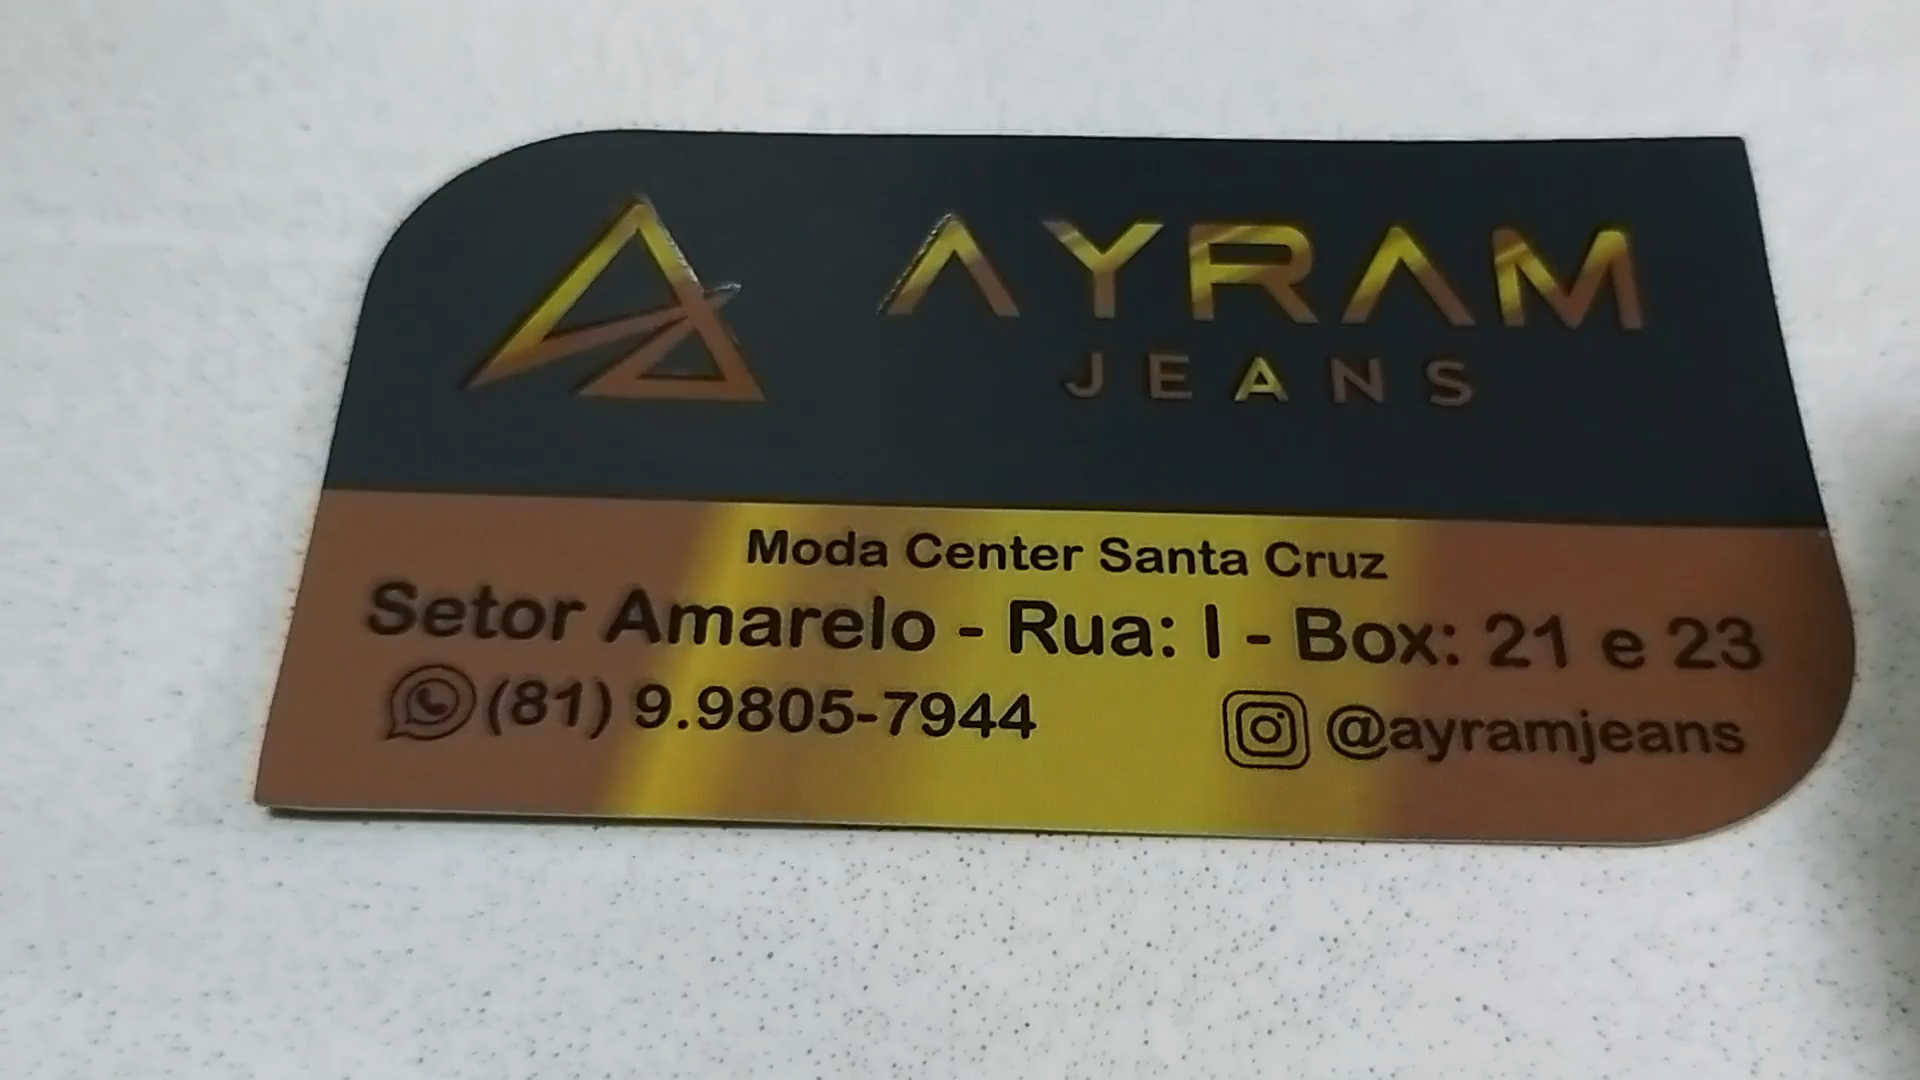 AYRAM
JEANS
Moda Center Santa Cruz
Setor Amarelo - Rua: I - Box: 21 e 23
(81) 9.9805-7944
@ayramjeans